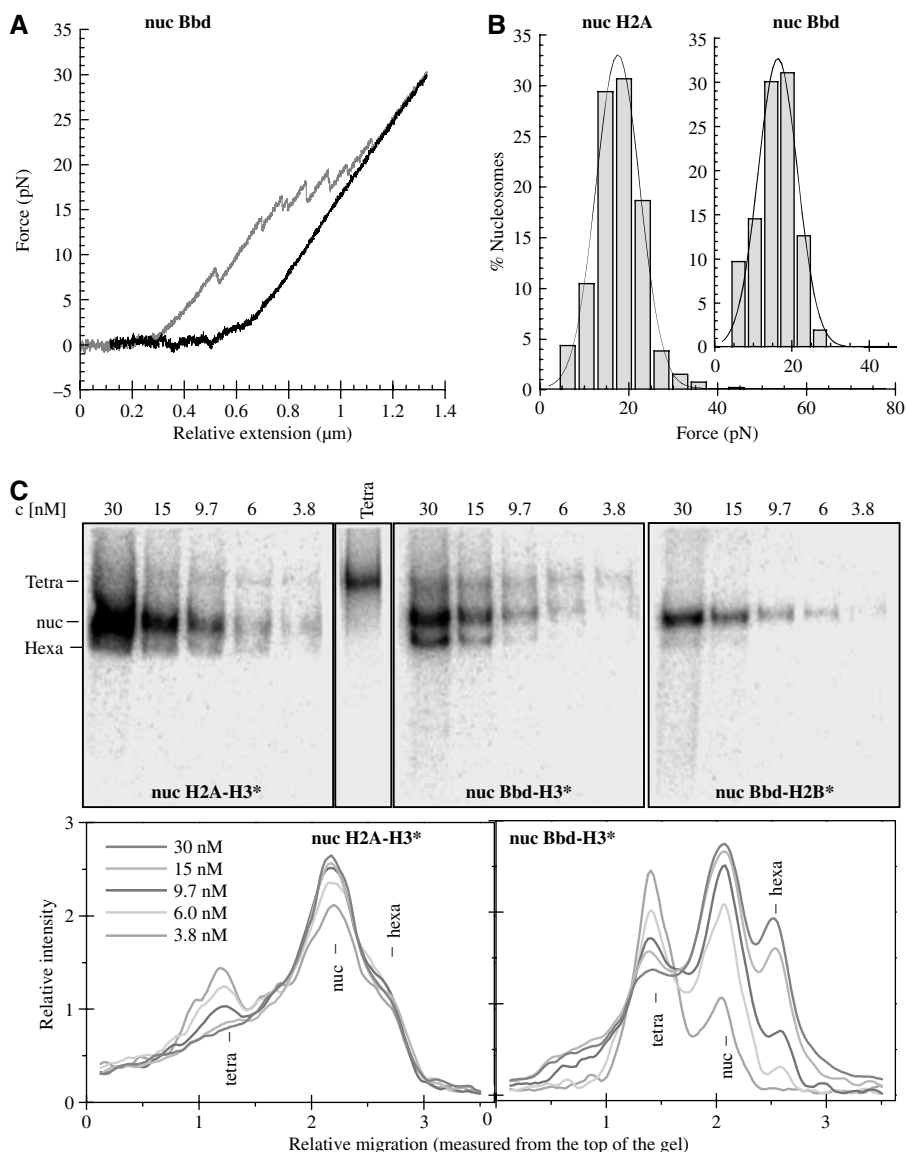 A
nuc Bbd
Force (pN)
35
30
25
20
15
10
5
0
–5
0 0.2 0.4 0.6 0.8 1 1.2 1.4
Relative extension (µm)
B
nuc H2A
nuc Bbd
% Nucleosomes
35
30
25
20
15
10
5
0
0 20 40 60 80
35
30
25
20
15
10
5
0
0 20 40
Force (pN)
C
c [nM] 30 15 9.7 6 3.8 Tetra 30 15 9.7 6 3.8 30 15 9.7 6 3.8
Tetra
nuc
Hexa
nuc H2A-H3* nuc Bbd-H3* nuc Bbd-H2B*
Relative intensity
3
2
1
0
nuc H2A-H3*
30 nM
15 nM
9.7 nM
6.0 nM
3.8 nM
tetra
nuc
hexa
0 1 2 3
nuc Bbd-H3*
tetra
nuc
hexa
0 1 2 3
Relative migration (measured from the top of the gel)